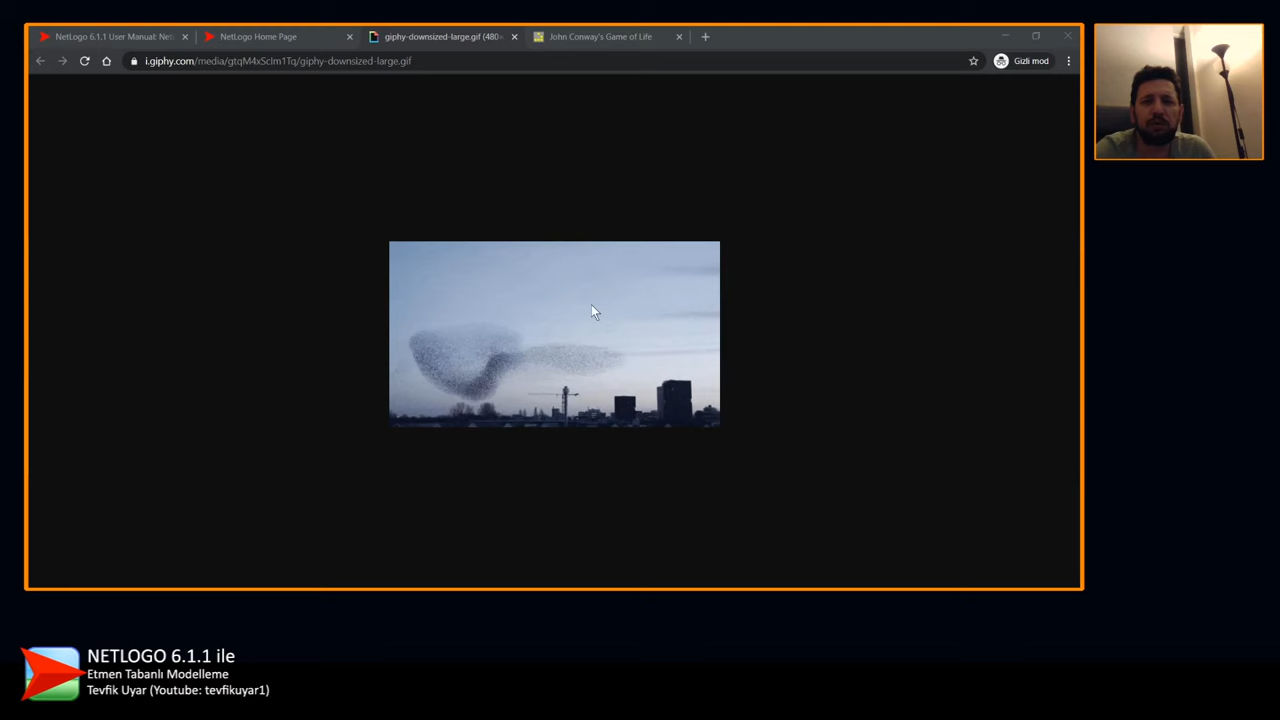 NetLogo 6.1.1 User Manual: Net
NetLogo Home Page
giphy-downsized-large.gif (480×
John Conway's Game of Life
i.giphy.com/media/gtqM4xSclm1Tq/giphy-downsized-large.gif
Gizli mod
NETLOGO 6.1.1 ile
Etmen Tabanlı Modelleme
Tevfik Uyar (Youtube: tevfikuyar1)